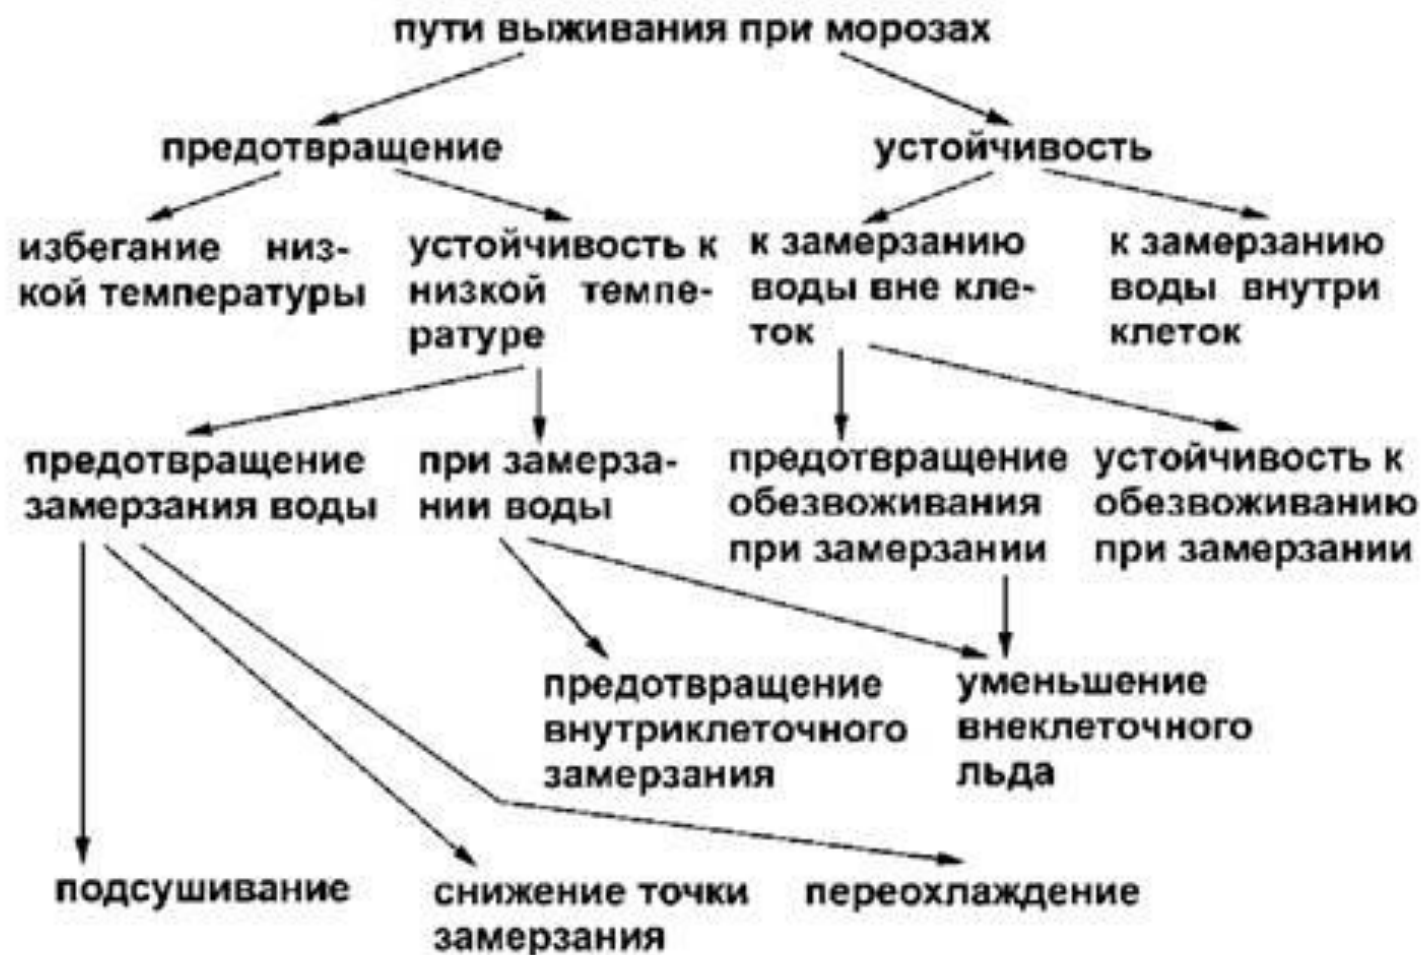 пути выживания при морозах
предотвращение
устойчивость
избегание низ-
кой температуры
устойчивость к
низкой темпе-
ратуре
к замерзанию
воды вне кле-
ток
к замерзанию
воды внутри
клеток
предотвращение
замерзания воды
при замерза-
нии воды
предотвращение
обезвоживания
при замерзании
устойчивость к
обезвоживанию
при замерзании
предотвращение
внутриклеточного
замерзания
уменьшение
внеклеточного
льда
подсушивание
снижение точки
замерзания
переохлаждение